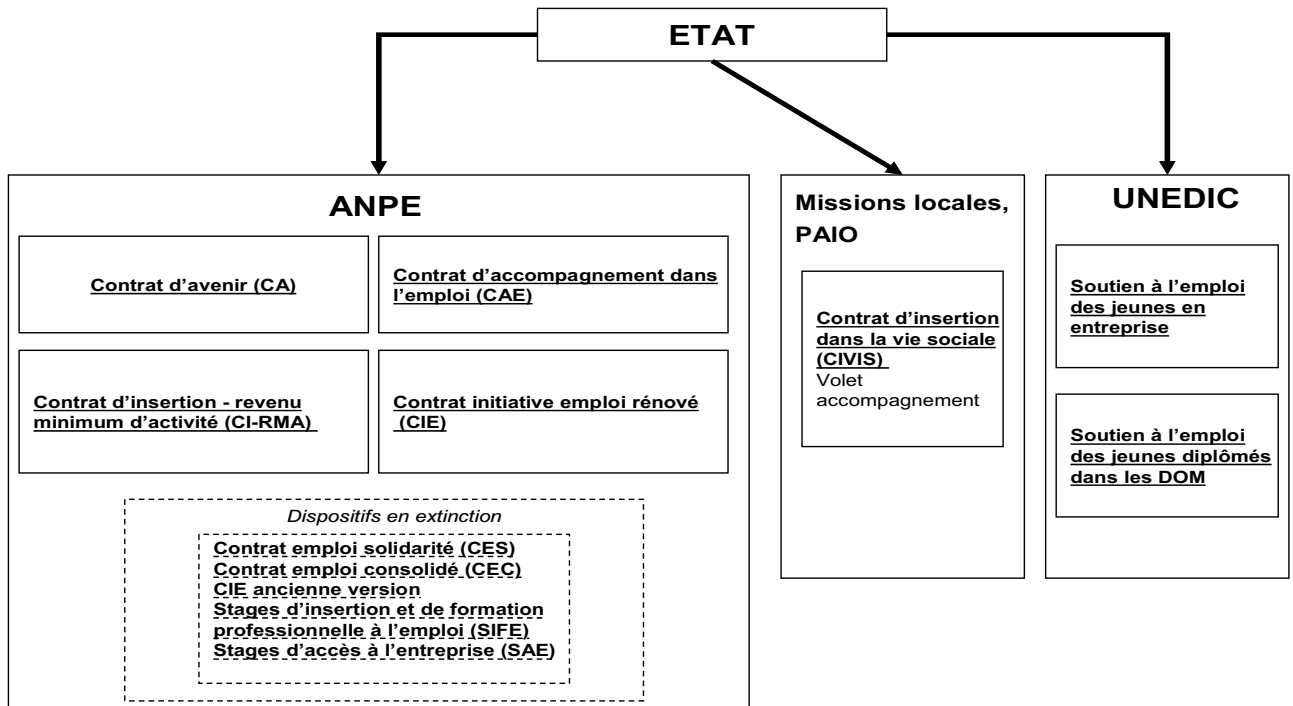 ETAT
ANPE
Contrat d’avenir (CA)
Contrat d’accompagnement dans
l’emploi (CAE)
Contrat d’insertion - revenu
minimum d’activité (CI-RMA)
Contrat initiative emploi rénové
(CIE)
Dispositifs en extinction
Contrat emploi solidarité (CES)
Contrat emploi consolidé (CEC)
CIE ancienne version
Stages d’insertion et de formation
professionnelle à l’emploi (SIFE)
Stages d’accès à l’entreprise (SAE)
Missions locales,
PAIO
Contrat d’insertion
dans la vie sociale
(CIVIS)
Volet
accompagnement
UNEDIC
Soutien à l’emploi
des jeunes en
entreprise
Soutien à l’emploi
des jeunes diplômés
dans les DOM